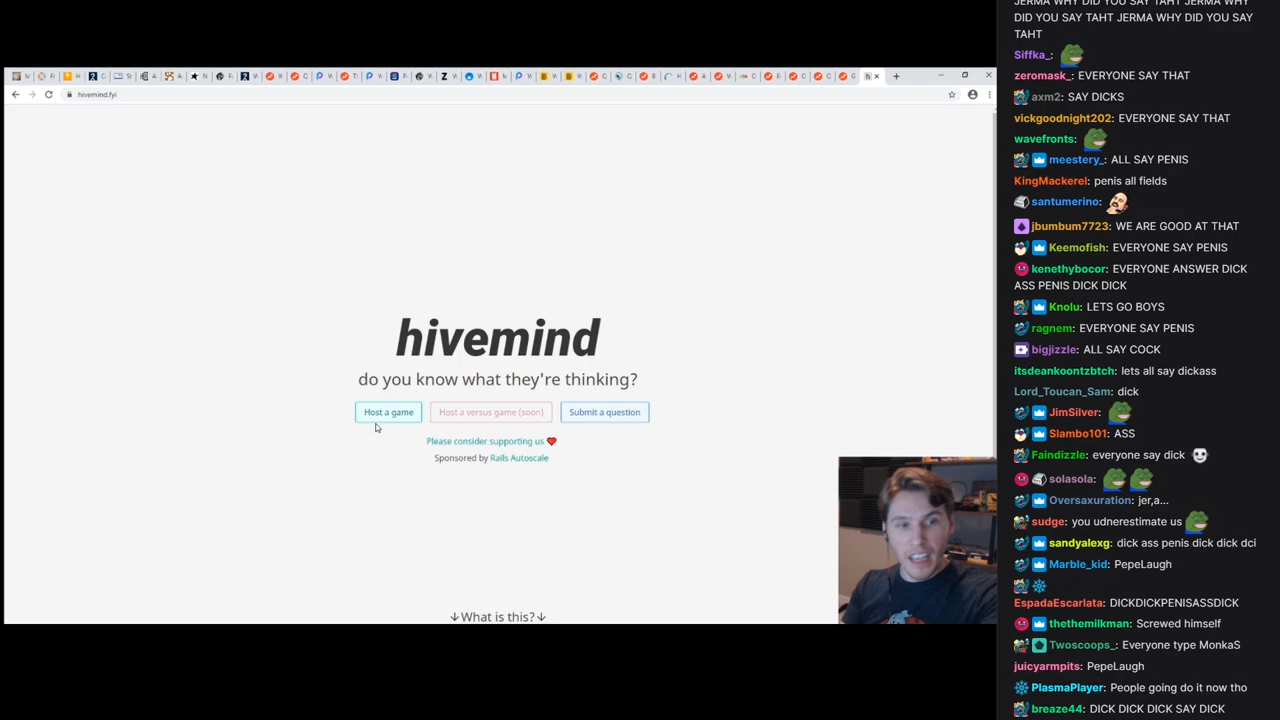 hivemind.fyi
hivemind
do you know what they're thinking?
Host a game
Host a versus game (soon)
Submit a question
Please consider supporting us
Sponsored by Rails Autoscale
↓What is this?↓
JERMA WHY DID YOU SAY TAHT JERMA WHY
DID YOU SAY TAHT JERMA WHY DID YOU SAY
TAHT
Siffka_:
zeromask_: EVERYONE SAY THAT
axm2: SAY DICKS
vickgoodnight202: EVERYONE SAY THAT
wavefronts:
meestery_: ALL SAY PENIS
KingMackerel: penis all fields
santumerino:
jbumbum7723: WE ARE GOOD AT THAT
Keemofish: EVERYONE SAY PENIS
kenethybocor: EVERYONE ANSWER DICK
ASS PENIS DICK DICK
Knolu: LETS GO BOYS
ragnem: EVERYONE SAY PENIS
bigjizzle: ALL SAY COCK
itsdeankoontzbtch: lets all say dickass
Lord_Toucan_Sam: dick
JimSilver:
Slambo101: ASS
Faindizzle: everyone say dick
solasola:
Oversaxuration: jer,a...
sudge: you udnerestimate us
sandyalexg: dick ass penis dick dick dci
Marble_kid: PepeLaugh
EspadaEscarlata: DICKDICKPENISASSDICK
thethemilkman: Screwed himself
Twoscoops_: Everyone type MonkaS
juicyarmpits: PepeLaugh
PlasmaPlayer: People going do it now tho
breaze44: DICK DICK DICK SAY DICK